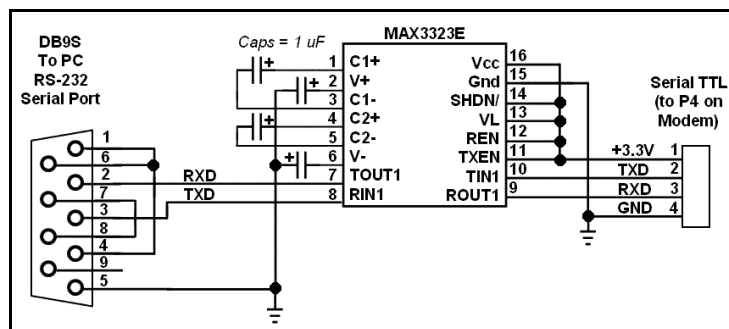 DB9S
To PC
RS-232
Serial Port
1
6
2
7
3
8
4
9
5
RXD
TXD
Caps = 1 uF
+
+
+
+
MAX3323E
1 C1+
2 V+
3 C1-
4 C2+
5 C2-
6 V-
7 TOUT1
8 RIN1
Vcc 16
Gnd 15
SHDN/ 14
VL 13
REN 12
TXEN 11
TIN1 10
ROUT1 9
Serial TTL
(to P4 on
Modem)
+3.3V 1
TXD 2
RXD 3
GND 4